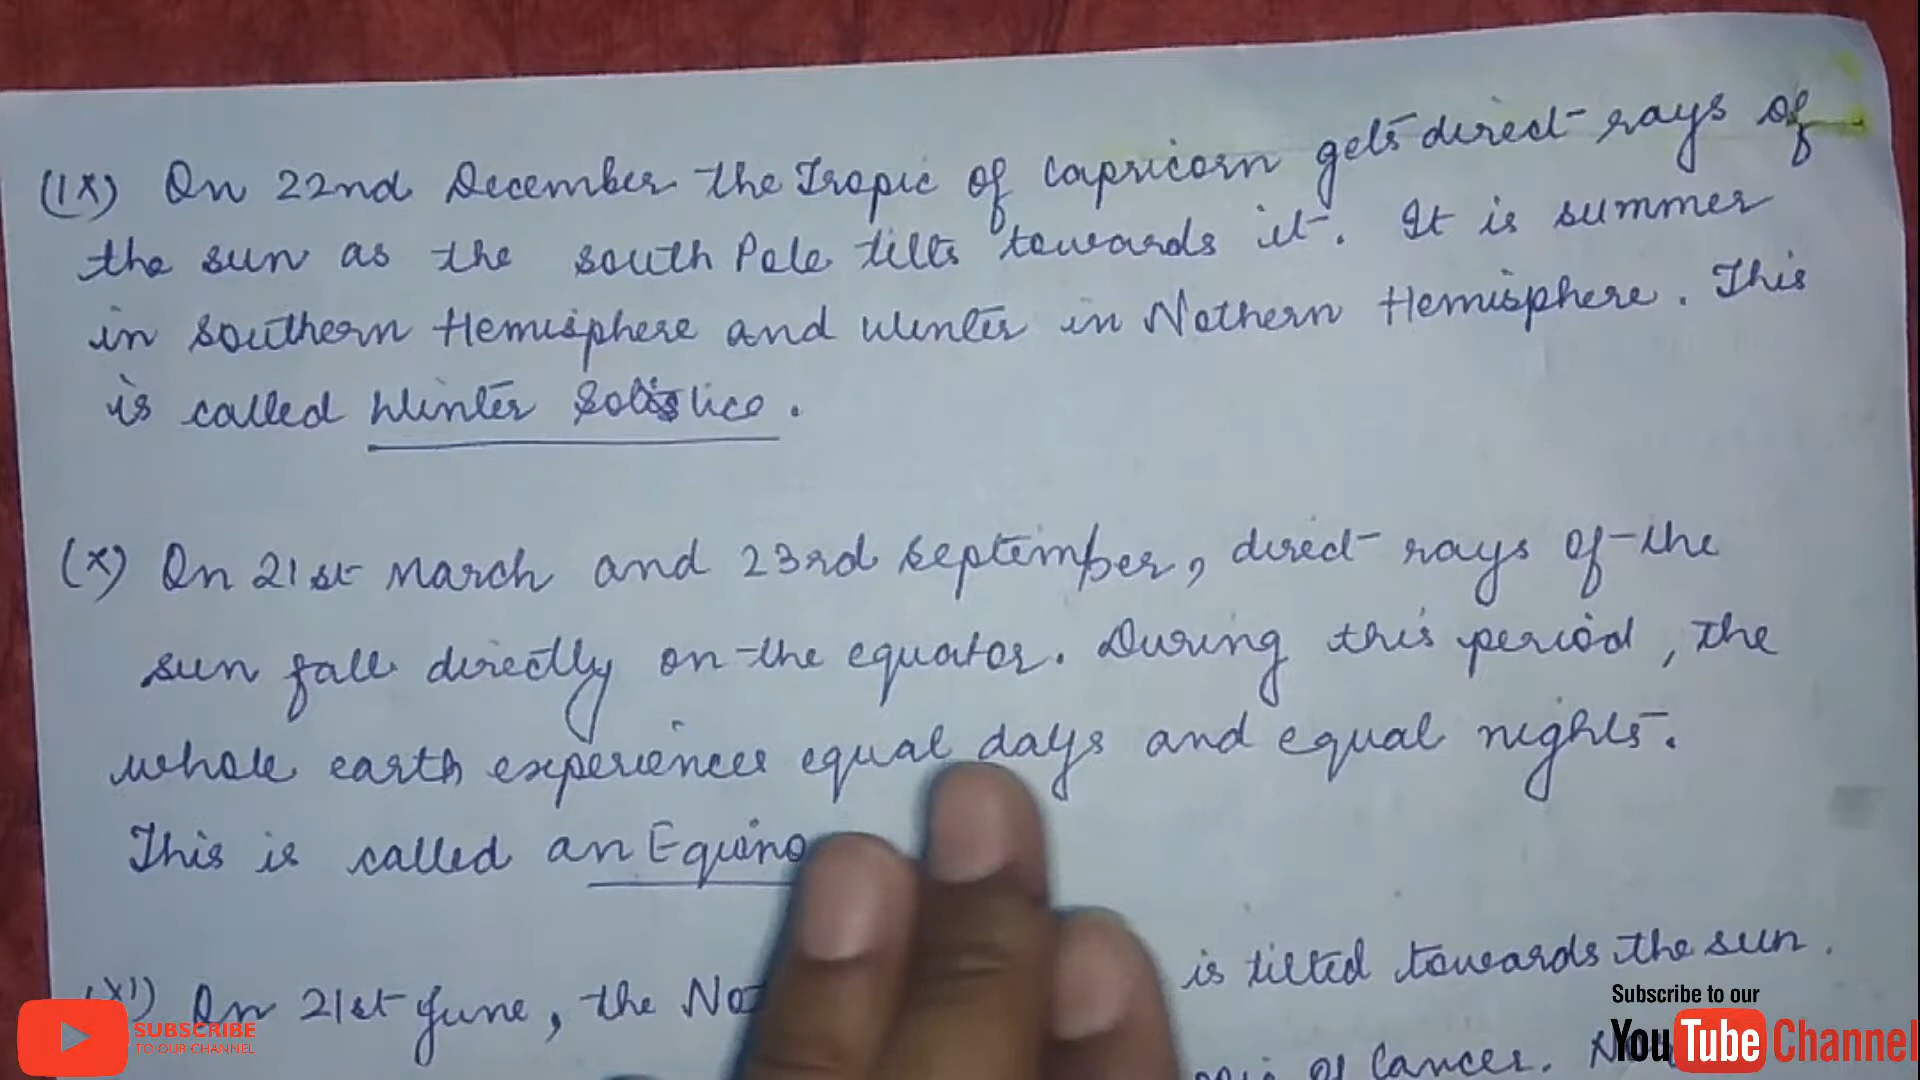 (IX) On 22nd December the Tropic of Capricorn gets direct rays of
the sun as the South Pole tilts towards it. It is summer
in Southern Hemisphere and Winter in Nothern Hemisphere. This
is called Winter Solistice.
(X) On 21st March and 23rd September, direct rays of the
sun fall directly on the equator. During this period, the
whole earth experiences equal days and equal nights.
This is called an Equino
(XI) On 21st June, the Not is tilted towards the sun.
of Cancer.
SUBSCRIBE
TO OUR CHANNEL
Subscribe to our
YouTube Channel